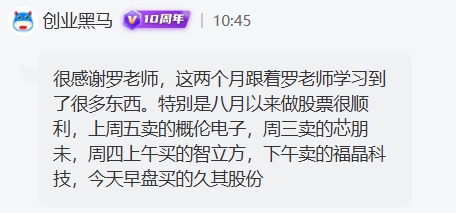 创业黑马 10周年 | 10:45
很感谢罗老师，这两个月跟着罗老师学习到
了很多东西。特别是八月以来做股票很顺
利，上周五卖的概伦电子，周三卖的芯朋
未，周四上午买的智立方，下午卖的福晶科
技，今天早盘买的久其股份